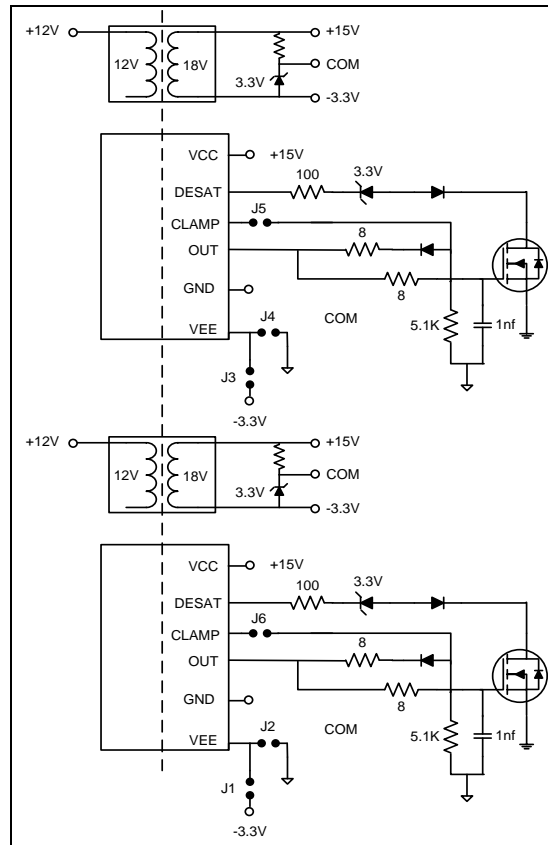 +12V
12V
18V
+15V
COM
3.3V
-3.3V
VCC
+15V
DESAT
100
3.3V
CLAMP
J5
OUT
8
8
GND
COM
5.1K
1nf
VEE
J4
J3
-3.3V
+12V
12V
18V
+15V
COM
3.3V
-3.3V
VCC
+15V
DESAT
100
3.3V
CLAMP
J6
OUT
8
8
GND
COM
5.1K
1nf
VEE
J2
J1
-3.3V